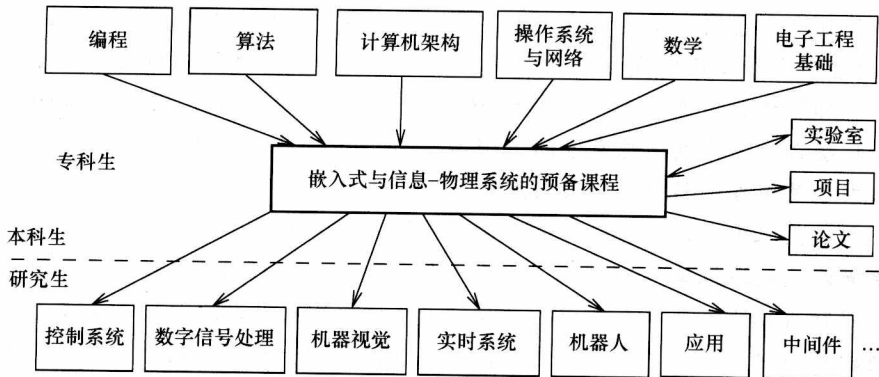 编程
算法
计算机架构
操作系统
与网络
数学
电子工程
基础
实验室
专科生
嵌入式与信息-物理系统的预备课程
项目
本科生
论文
研究生
控制系统
数字信号处理
机器视觉
实时系统
机器人
应用
中间件
...